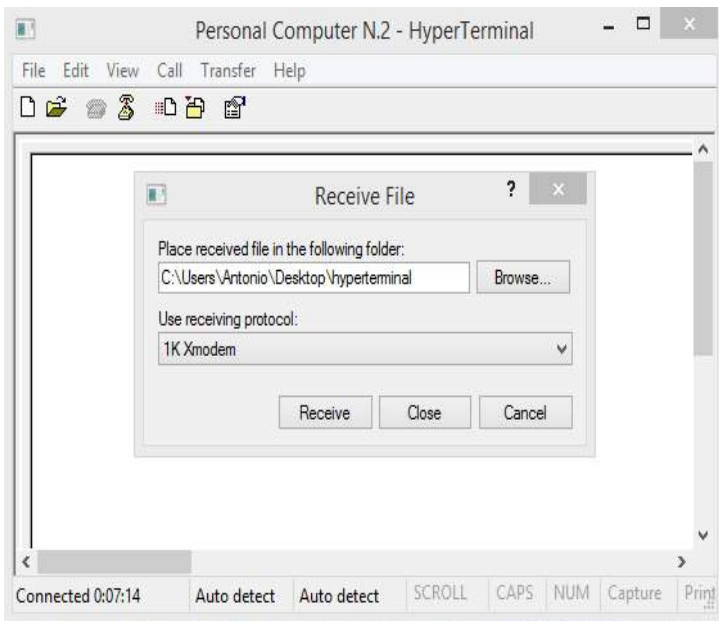 Personal Computer N.2 - HyperTerminal
File Edit View Call Transfer Help
Receive File
Place received file in the following folder:
C:\Users\Antonio\Desktop\hyperterminal
Browse...
Use receiving protocol:
1K Xmodem
Receive Close Cancel
Connected 0:07:14 Auto detect Auto detect SCROLL CAPS NUM Capture Print